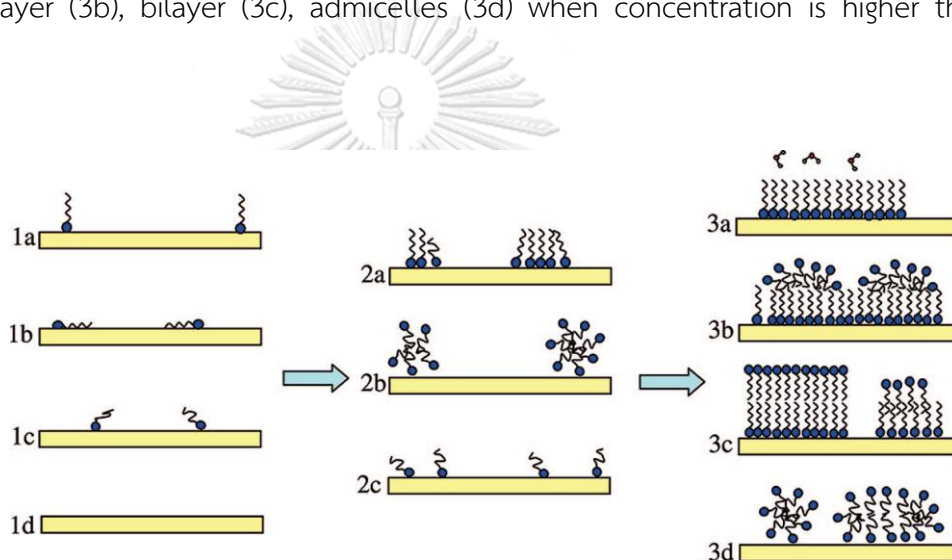 ayer (3b), bilayer (3c), admicelles (3d) when concentration is higher th
1a
1b
1c
1d
2a
2b
2c
3a
3b
3c
3d